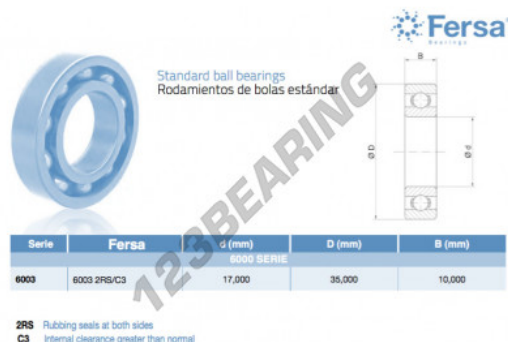 Fersa
Bearings
Standard ball bearings
Rodamientos de bolas estándar
B
Ø D
Ø d
123BEARING
Serie Fersa d (mm) D (mm) B (mm)
6000 SERIE
6003 6003 2RS/C3 17,000 35,000 10,000
2RS Rubbing seals at both sides
C3 Internal clearance greater than normal